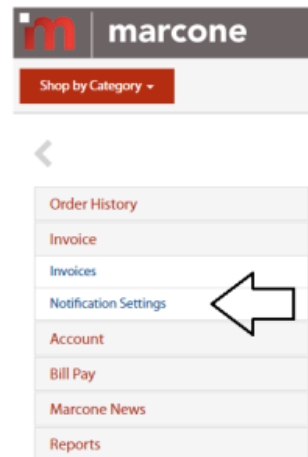 m marcone
Shop by Category
Order History
Invoice
Invoices
Notification Settings
Account
Bill Pay
Marcone News
Reports